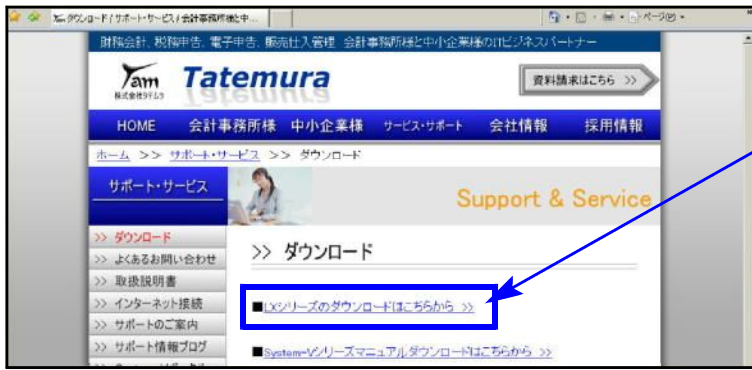 ダウンロード/サポート・サービス/会計事務所様と中...
ページ(P)
財務会計、税務申告、電子申告、販売仕入管理 会計事務所様と中小企業様のITビジネスパートナー
Tam
株式会社タテムラ
Tatemura
資料請求はこちら >>
HOME 会計事務所様 中小企業様 サービス・サポート 会社情報 採用情報
ホーム >> サポート・サービス >> ダウンロード
サポート・サービス
Support & Service
>> ダウンロード
>> よくあるお問い合わせ
>> 取扱説明書
>> インターネット接続
>> サポートのご案内
>> サポート情報ブログ
>> ダウンロード
■LXシリーズのダウンロードはこちらから >>
■System-Vシリーズマニュアルダウンロードはこちらから >>